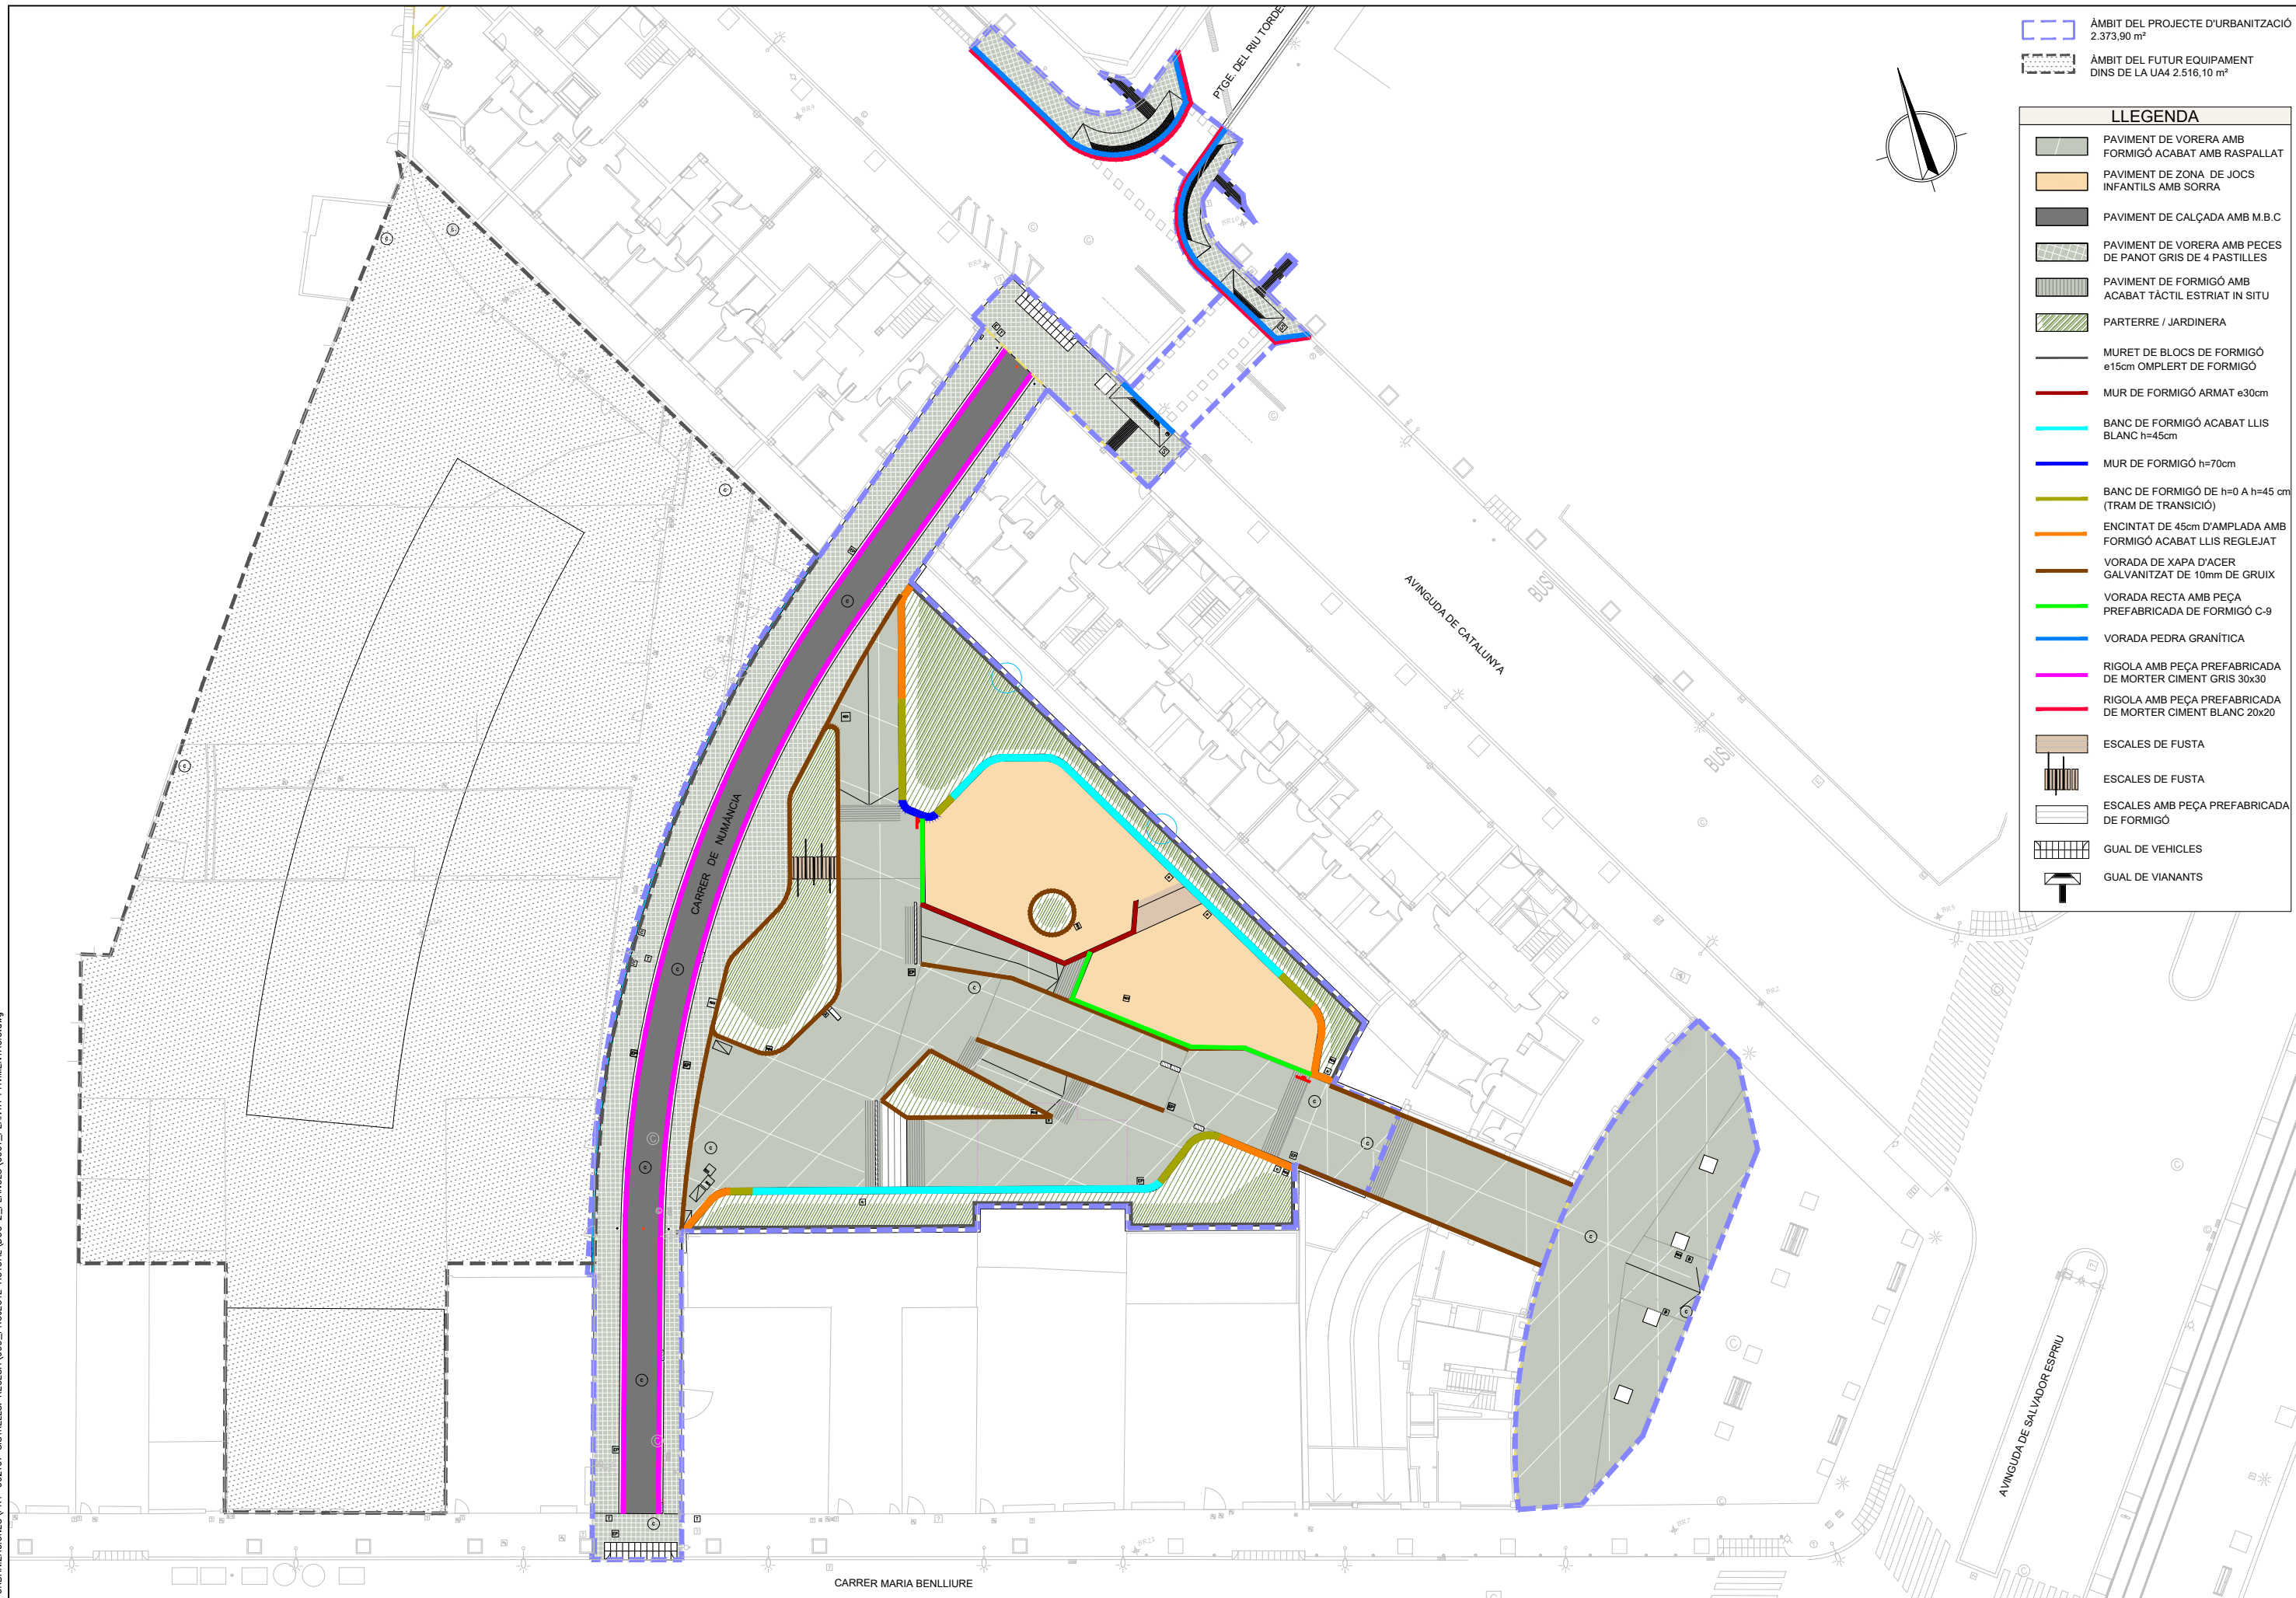 ÀMBIT DEL PROJECTE D'URBANITZACIÓ
2.373,90 m²
ÀMBIT DEL FUTUR EQUIPAMENT
DINS DE LA UA4 2.516,10 m²
LLEGENDA
PAVIMENT DE VORERA AMB
FORMIGÓ ACABAT AMB RASPALLAT
PAVIMENT DE ZONA DE JOCS
INFANTILS AMB SORRA
PAVIMENT DE CALÇADA AMB M.B.C
PAVIMENT DE VORERA AMB PECES
DE PANOT GRIS DE 4 PASTILLES
PAVIMENT DE FORMIGÓ AMB
ACABAT TÀCTIL ESTRIAT IN SITU
PARTERRE / JARDINERA
MURET DE BLOCS DE FORMIGÓ
e15cm OMPLERT DE FORMIGÓ
MUR DE FORMIGÓ ARMAT e30cm
BANC DE FORMIGÓ ACABAT LLIS
BLANC h=45cm
MUR DE FORMIGÓ h=70cm
BANC DE FORMIGÓ DE h=0 A h=45 cm
(TRAM DE TRANSICIÓ)
ENCINTAT DE 45cm D'AMPLADA AMB
FORMIGÓ ACABAT LLIS REGLEJAT
VORADA DE XAPA D'ACER
GALVANITZAT DE 10mm DE GRUIX
VORADA RECTA AMB PEÇA
PREFABRICADA DE FORMIGÓ C-9
VORADA PEDRA GRANÍTICA
RIGOLA AMB PEÇA PREFABRICADA
DE MORTER CIMENT GRIS 30x30
RIGOLA AMB PEÇA PREFABRICADA
DE MORTER CIMENT BLANC 20x20
ESCALES DE FUSTA
ESCALES DE FUSTA
ESCALES AMB PEÇA PREFABRICADA
DE FORMIGÓ
GUAL DE VEHICLES
GUAL DE VIANANTS
PTGE. DEL RIU TORDE
AVINGUDA DE CATALUNYA
BUS
BUS
CARRER DE NUMÀNCIA
AVINGUDA DE SALVADOR ESPRIU
CARRER MARIA BENLLIURE